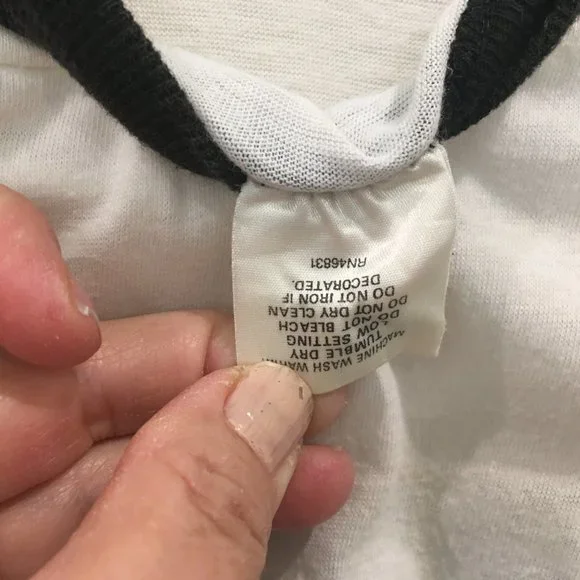 MACHINE WASH WARM
TUMBLE DRY
LOW SETTING
DO NOT BLEACH
DO NOT DRY CLEAN
DO NOT IRON IF
DECORATED.
RN46831